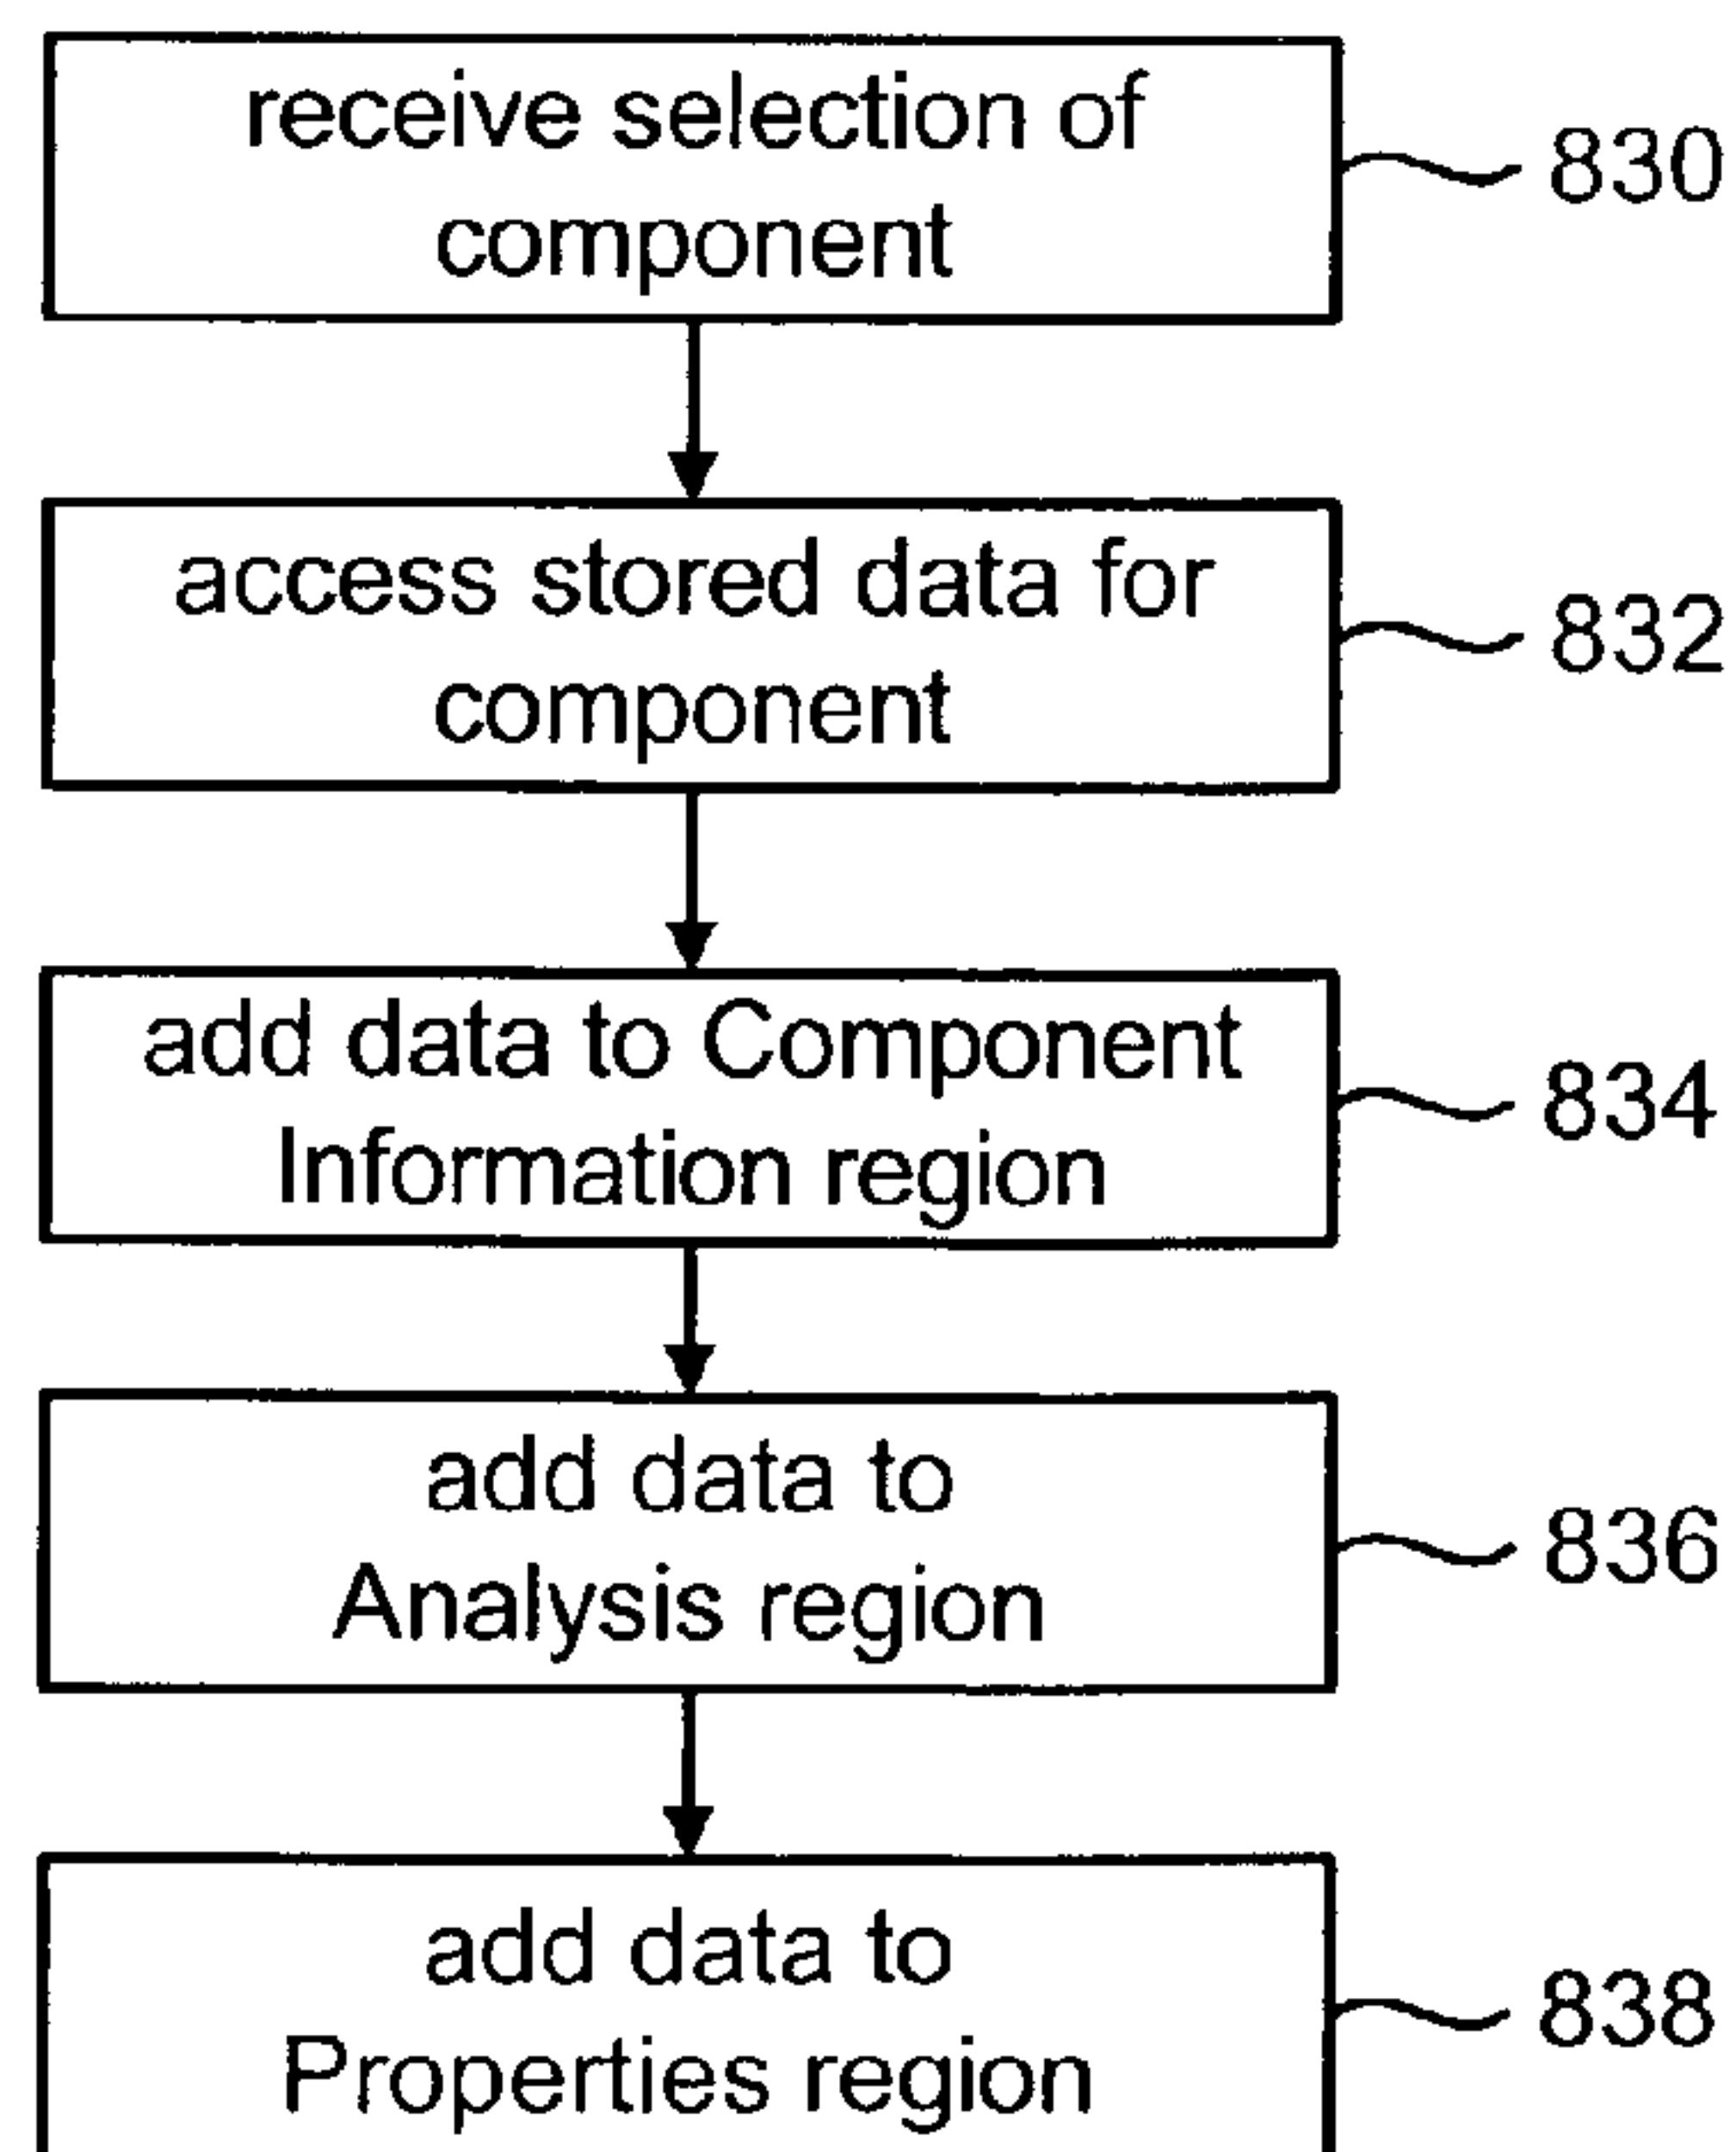 receive selection of
component
830
access stored data for
component
832
add data to Component
Information region
834
add data to
Analysis region
836
add data to
Properties region
838